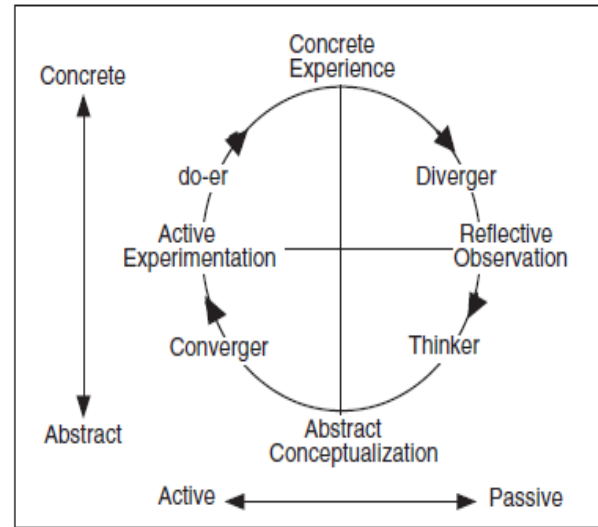 Concrete
Experience
Concrete
do-er
Diverger
Active
Experimentation
Reflective
Observation
Converger
Thinker
Abstract
Abstract
Conceptualization
Active
Passive